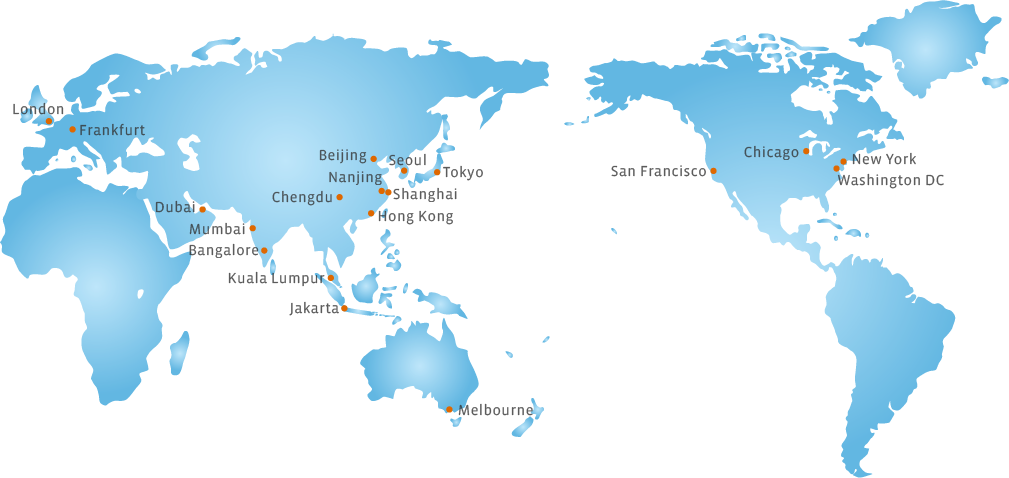 London
Frankfurt
Beijing
Seoul
Tokyo
Nanjing
Chengdu
Shanghai
Dubai
Hong Kong
Mumbai
Bangalore
Kuala Lumpur
Jakarta
Melbourne
San Francisco
Chicago
New York
Washington DC